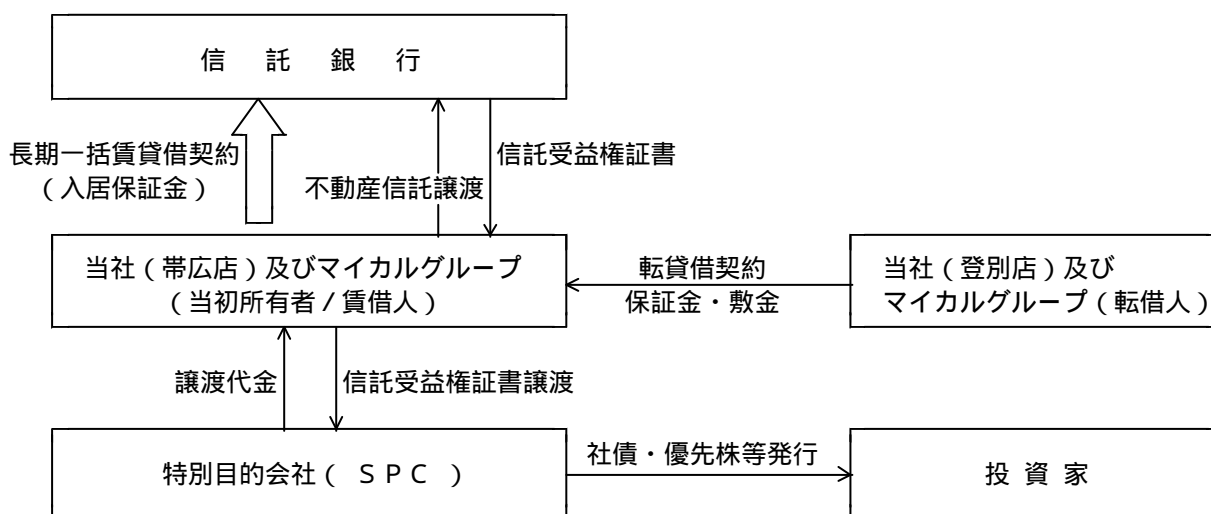 信託銀行
長期一括賃貸借契約
(入居保証金)
不動産信託譲渡
信託受益権証書
当社(帯広店)及びマイカルグループ
(当初所有者/賃借人)
転貸借契約
保証金・敷金
当社(登別店)及び
マイカルグループ(転借人)
譲渡代金
信託受益権証書譲渡
特別目的会社( SPC )
社債・優先株等発行
投資家